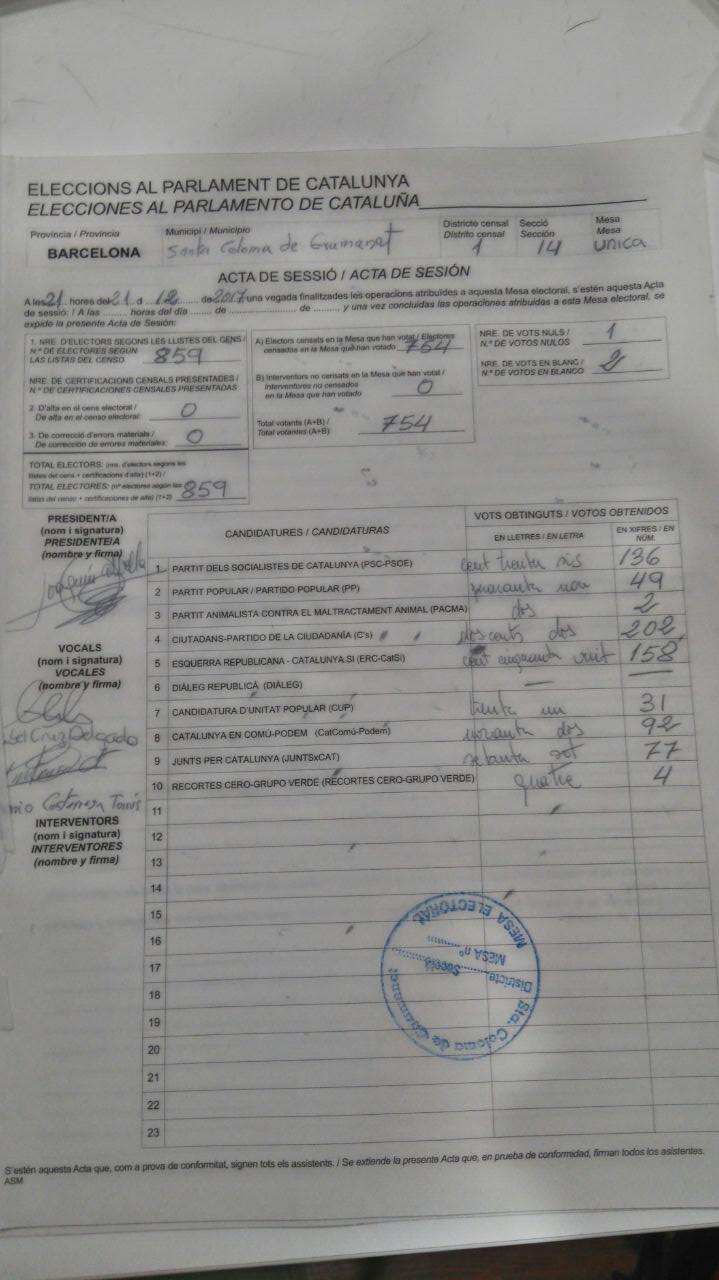 ELECCIONS AL PARLAMENT DE CATALUNYA
ELECCIONES AL PARLAMENTO DE CATALUÑA
Provincia / Provincia
BARCELONA
Municipi / Municipio
Santa Coloma de Gramanet
Districte censal
Distrito censal
1
Secció
Sección
14
Mesa
Mesa
unica
ACTA DE SESSIÓ / ACTA DE SESIÓN
A les 21 hores del 21 d 12 de 2017 una vegada finalitzades les operacions atribuïdes a aquesta Mesa electoral, s'estén aquesta Acta
de sessió: / A las ......... horas del día ....... de .................. de ........, y una vez concluidas las operaciones atribuidas a esta Mesa electoral, se
expide la presente Acta de Sesión:
1. NRE. D'ELECTORS SEGONS LES LLISTES DEL CENS /
N.º DE ELECTORES SEGÚN
LAS LISTAS DEL CENSO 859
NRE. DE CERTIFICACIONS CENSALS PRESENTADES /
N.º DE CERTIFICACIONES CENSALES PRESENTADAS
2. D'alta en el cens electoral /
De alta en el censo electoral: 0
3. De correcció d'errors materials /
De corrección de errores materiales: 0
TOTAL ELECTORS: (nre. d'electors segons les
llistes del cens + certificacions d'alta) (1+2) /
TOTAL ELECTORES: (nº electores según las
listas del censo + certificaciones de alta) (1+2) 859
A) Electors censats en la Mesa que han votat / Electores
censados en la Mesa que han votado 754
B) Interventors no censats en la Mesa que han votat /
Interventores no censados
en la Mesa que han votado 0
Total votants (A+B) /
Total votantes (A+B) 754
NRE. DE VOTS NULS /
N.º DE VOTOS NULOS 1
NRE. DE VOTS EN BLANC /
N.º DE VOTOS EN BLANCO 2
PRESIDENT/A
(nom i signatura)
PRESIDENTE/A
(nombre y firma)
VOCALS
(nom i signatura)
VOCALES
(nombre y firma)
Cruz Delgado
INTERVENTORS
(nom i signatura)
INTERVENTORES
(nombre y firma)
CANDIDATURES / CANDIDATURAS
VOTS OBTINGUTS / VOTOS OBTENIDOS
EN LLETRES / EN LETRA
EN XIFRES / EN NÚM.
1 PARTIT DELS SOCIALISTES DE CATALUNYA (PSC-PSOE) cent trenta sis 136
2 PARTIT POPULAR / PARTIDO POPULAR (PP) quaranta nou 49
3 PARTIT ANIMALISTA CONTRA EL MALTRACTAMENT ANIMAL (PACMA) dos 2
4 CIUTADANS-PARTIDO DE LA CIUDADANÍA (C's) dos cents dos 202
5 ESQUERRA REPUBLICANA - CATALUNYA SÍ (ERC-CatSí) cent cinquanta vuit 158
6 DIÀLEG REPUBLICÀ (DIÀLEG) —
7 CANDIDATURA D'UNITAT POPULAR (CUP) trenta un 31
8 CATALUNYA EN COMÚ-PODEM (CatComú-Podem) noranta dos 92
9 JUNTS PER CATALUNYA (JUNTSxCAT) setanta set 77
10 RECORTES CERO-GRUPO VERDE (RECORTES CERO-GRUPO VERDE) quatre 4
11
12
13
14
15
16
17
18
19
20
21
22
23
MESA ELECTORAL
MESA nº ........
Secció ........
Districte ........
Sta. Coloma de Gramenet
S'estén aquesta Acta que, com a prova de conformitat, signen tots els assistents. / Se extiende la presente Acta que, en prueba de conformidad, firman todos los asistentes.
ASM